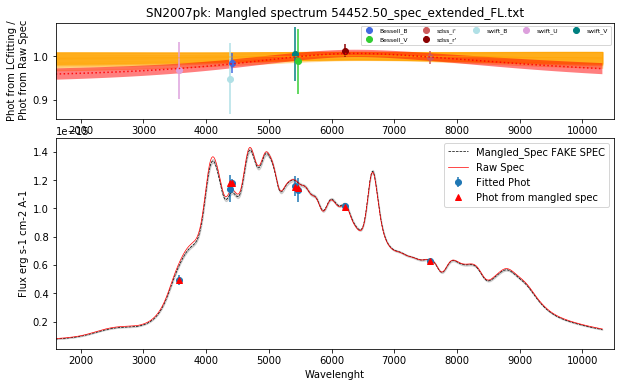 SN2007pk: Mangled spectrum 54452.50_spec_extended_FL.txt
Phot from LCfitting /
Phot from Raw Spec
1.0
0.9
Bessell_B
Bessell_V
sdss_i'
sdss_r'
swift_B
swift_U
swift_V
2000 3000 4000 5000 6000 7000 8000 9000 10000
1e−15
Flux erg s-1 cm-2 A-1
1.4
1.2
1.0
0.8
0.6
0.4
0.2
Mangled_Spec FAKE SPEC
Raw Spec
Fitted Phot
Phot from mangled spec
2000 3000 4000 5000 6000 7000 8000 9000 10000
Wavelenght